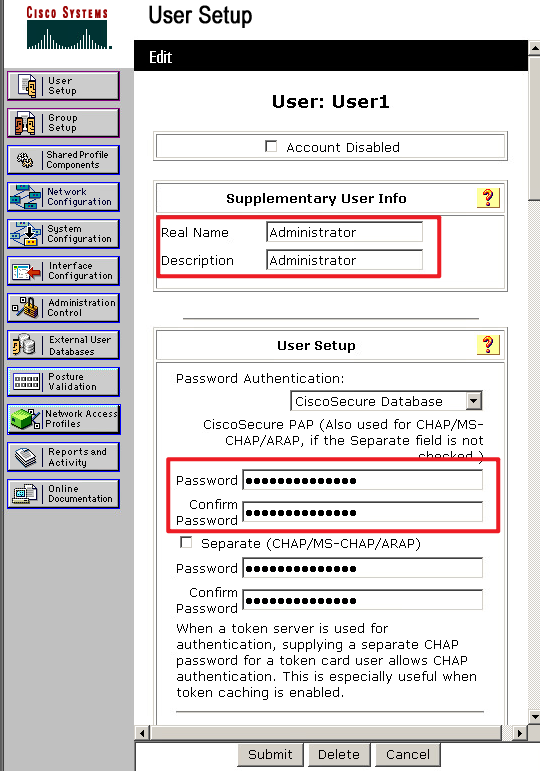 CISCO SYSTEMS
User Setup
User
Setup
Group
Setup
Shared Profile
Components
Network
Configuration
System
Configuration
Interface
Configuration
Administration
Control
External User
Databases
Posture
Validation
Network Access
Profiles
Reports and
Activity
Online
Documentation
Edit
User: User1
Account Disabled
Supplementary User Info
?
Real Name Administrator
Description Administrator
User Setup
?
Password Authentication:
CiscoSecure Database
CiscoSecure PAP (Also used for CHAP/MS-
CHAP/ARAP, if the Separate field is not
checked.)
Password ●●●●●●●●●●●●●●
Confirm
Password ●●●●●●●●●●●●●●
Separate (CHAP/MS-CHAP/ARAP)
Password ●●●●●●●●●●●●●●
Confirm
Password ●●●●●●●●●●●●●●
When a token server is used for
authentication, supplying a separate CHAP
password for a token card user allows CHAP
authentication. This is especially useful when
token caching is enabled.
Submit Delete Cancel